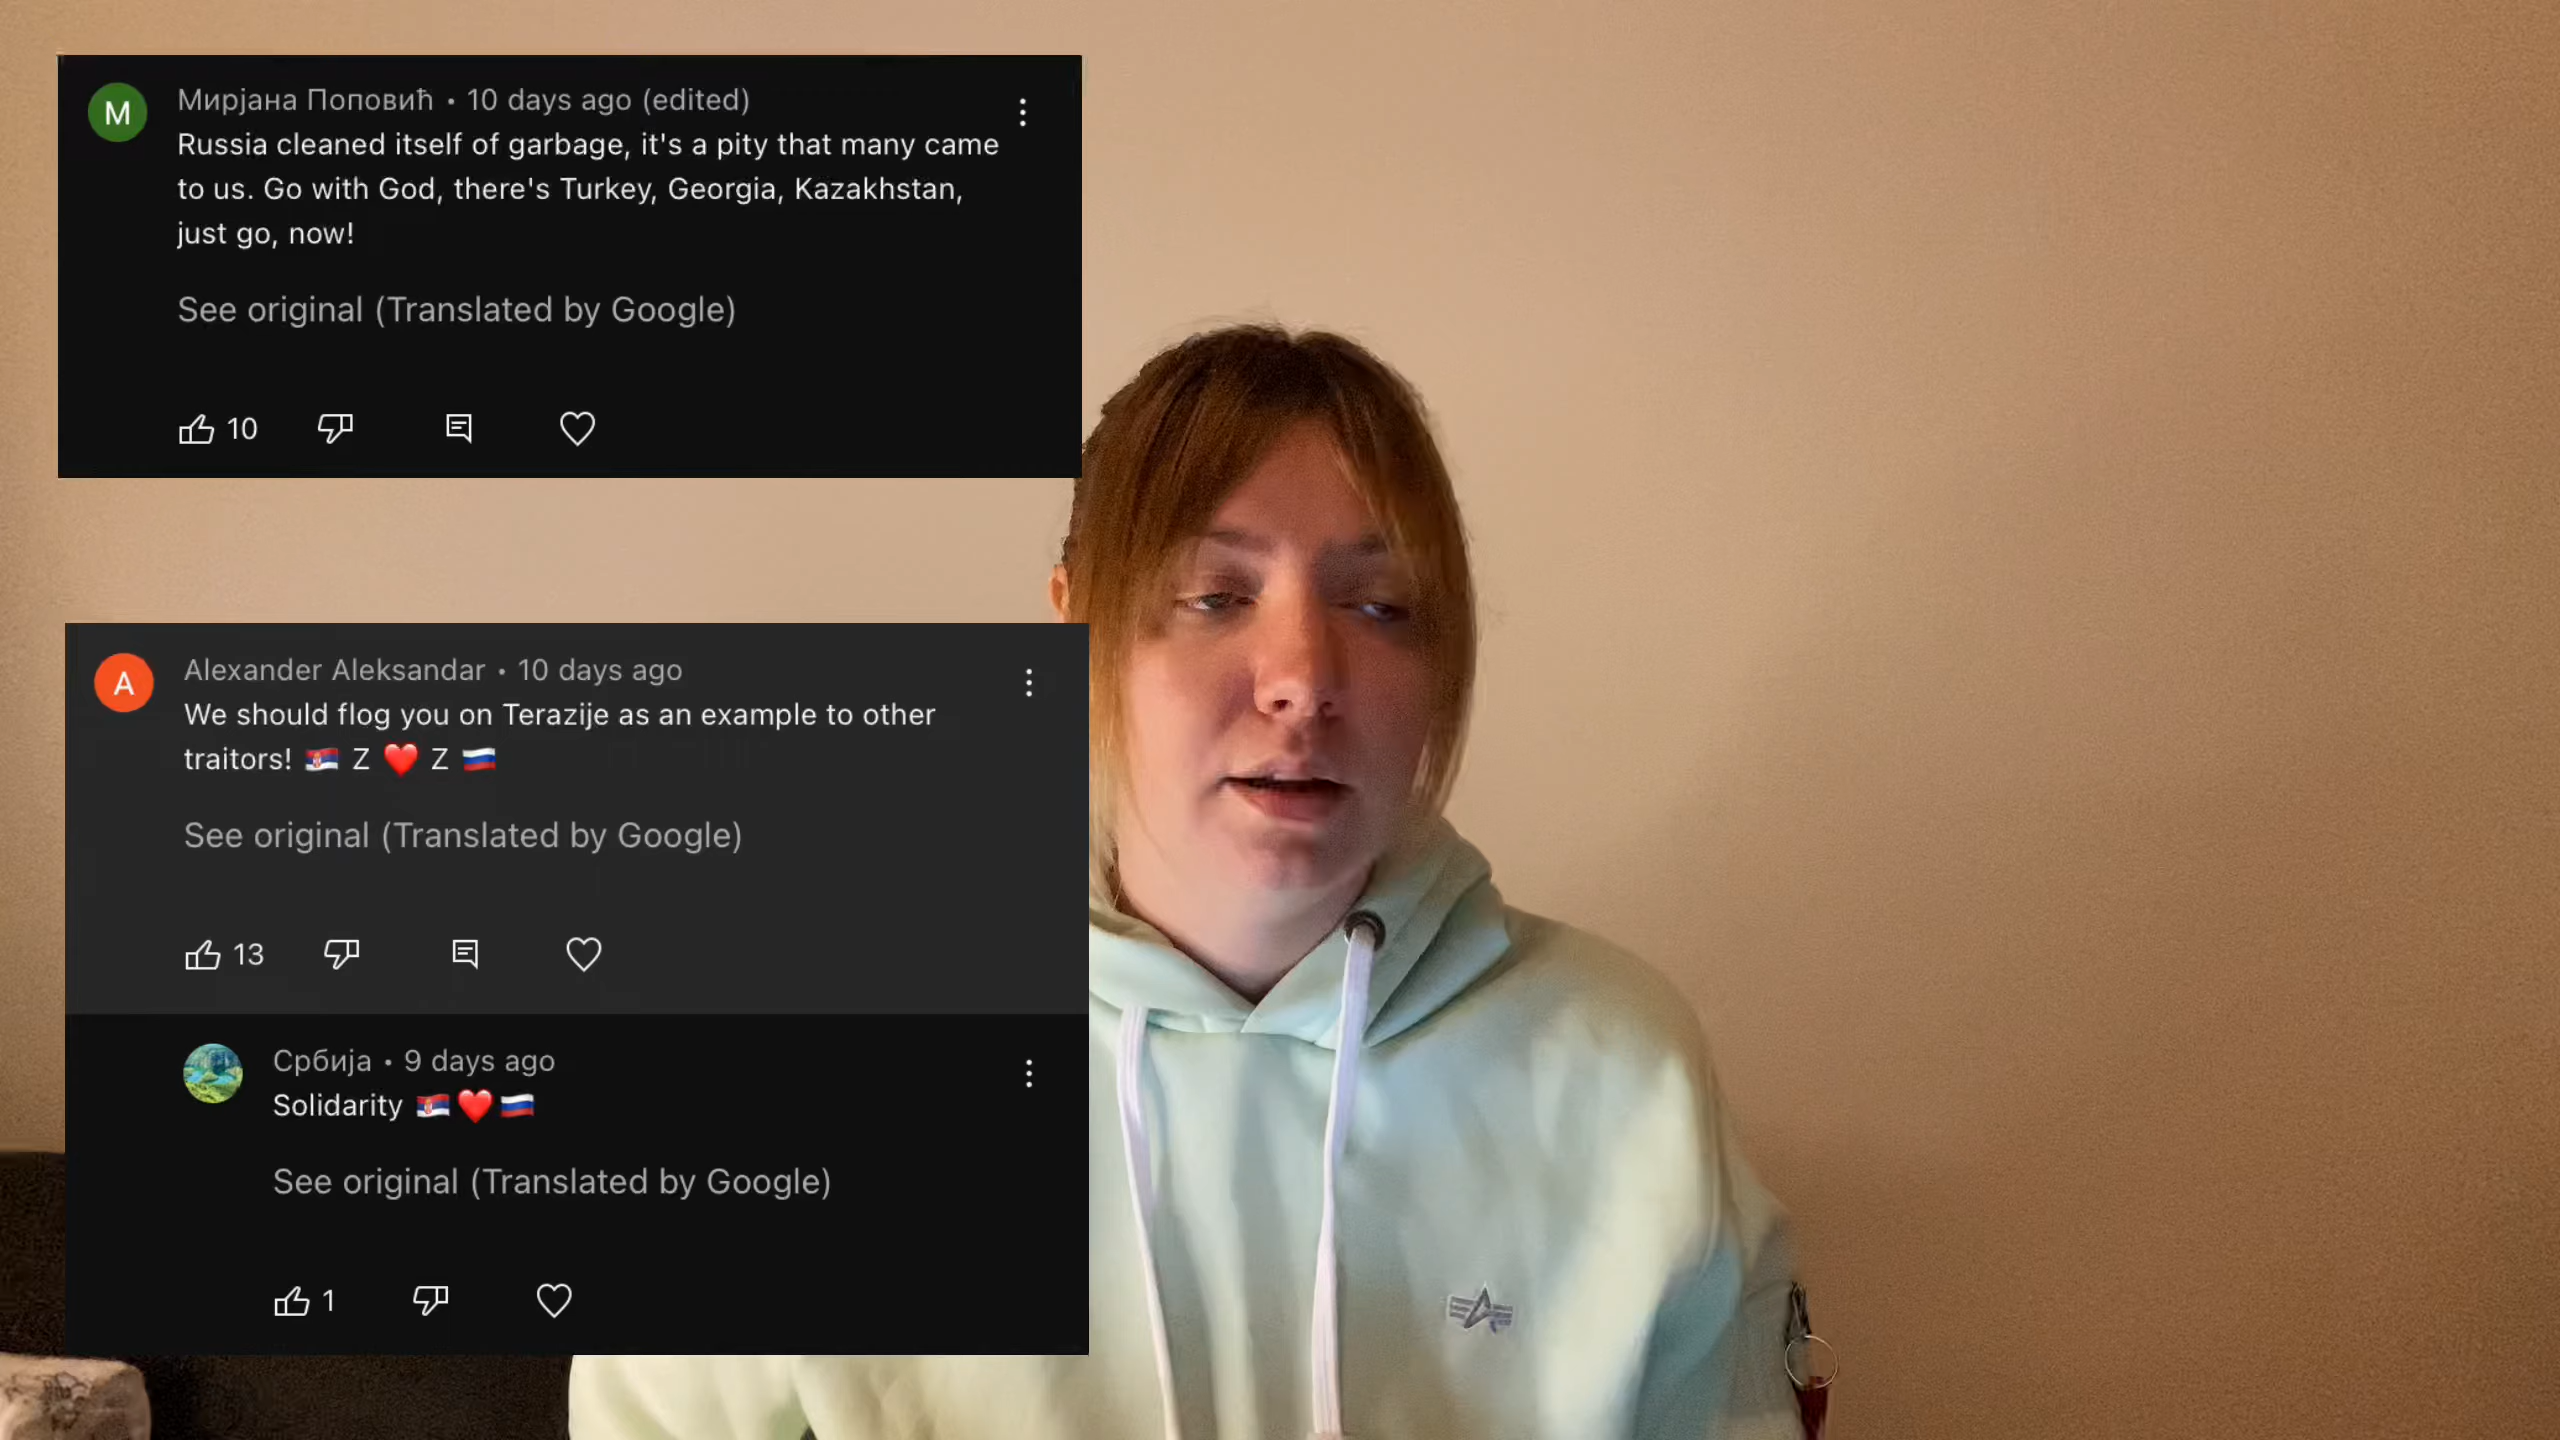 M
Мирјана Поповић • 10 days ago (edited)
Russia cleaned itself of garbage, it's a pity that many came
to us. Go with God, there's Turkey, Georgia, Kazakhstan,
just go, now!
See original (Translated by Google)
10
A
Alexander Aleksandar • 10 days ago
We should flog you on Terazije as an example to other
traitors! 🇷🇸 Z ❤️ Z 🇷🇺
See original (Translated by Google)
13
Србија • 9 days ago
Solidarity 🇷🇸❤️🇷🇺
See original (Translated by Google)
1